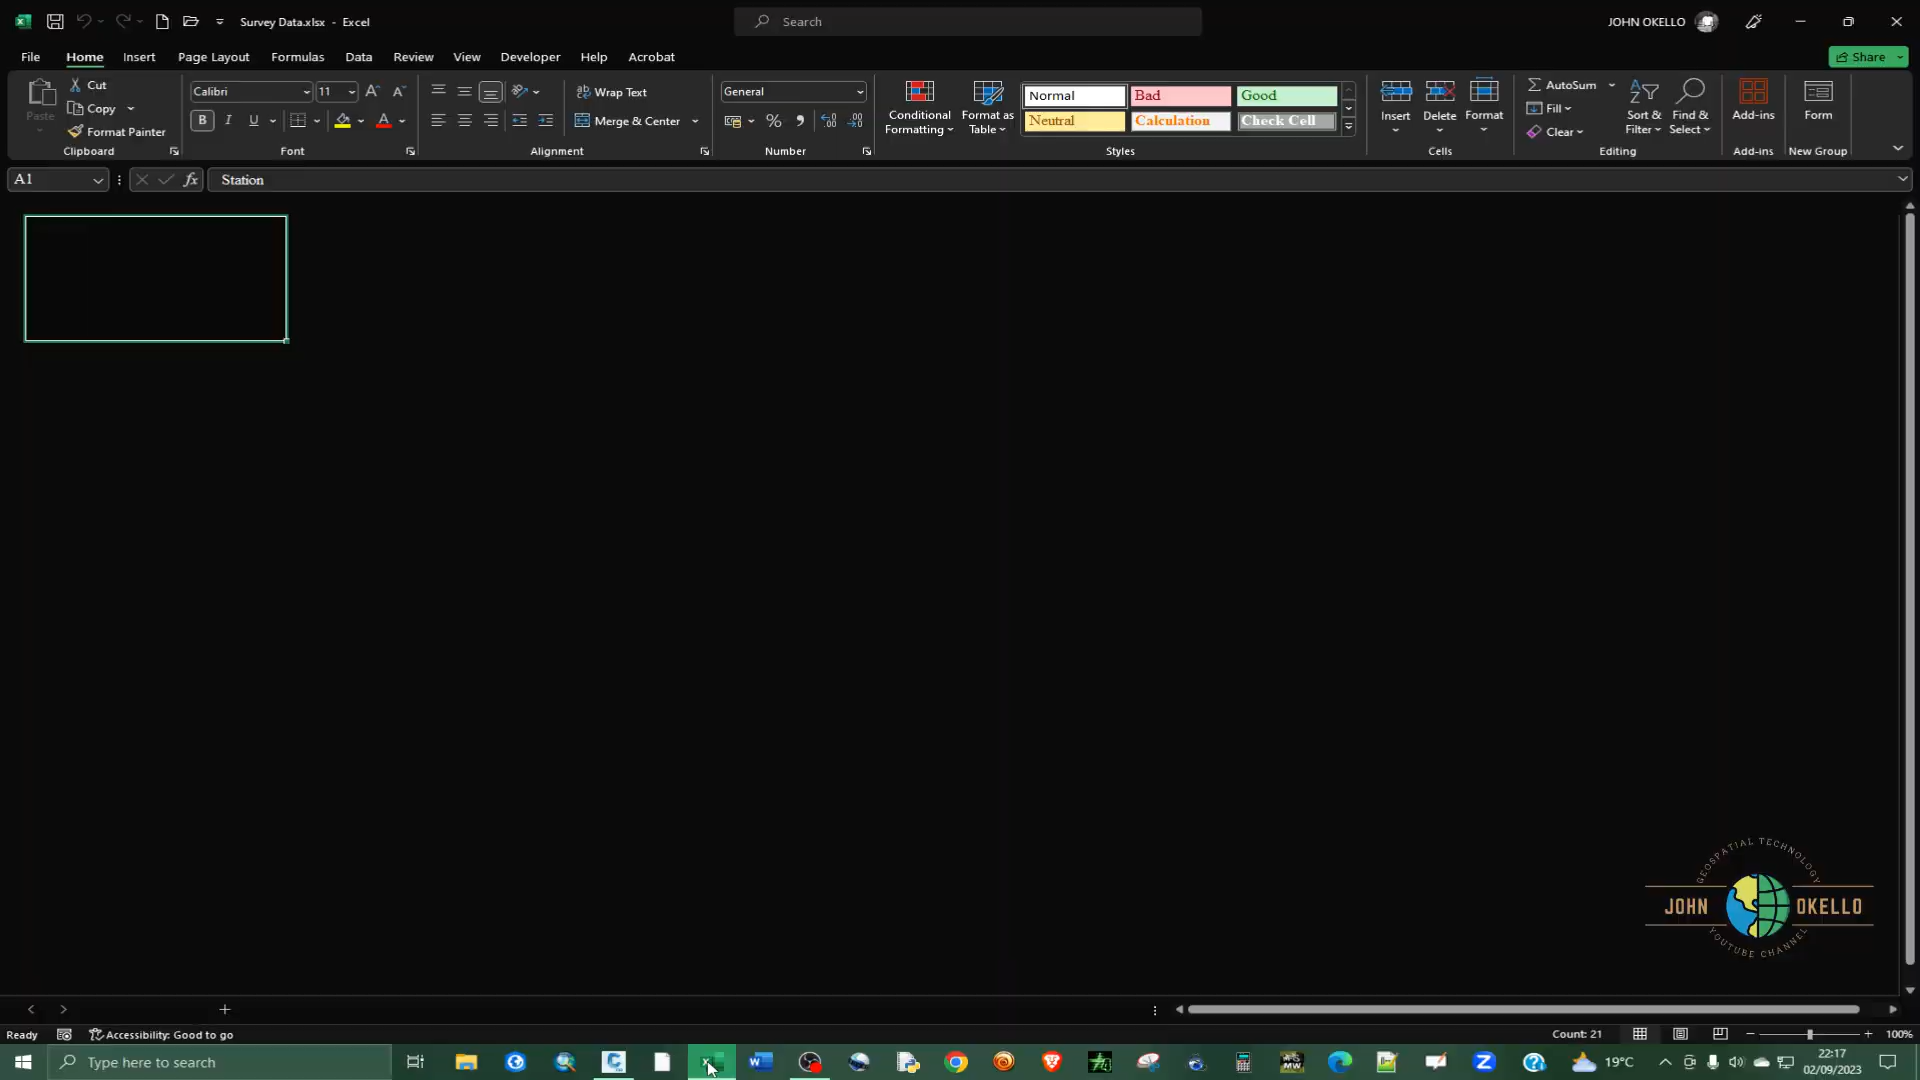 Survey Data.xlsx - Excel
Search
JOHN OKELLO
File Home Insert Page Layout Formulas Data Review View Developer Help Acrobat
Share
Paste
Cut
Copy
Format Painter
Clipboard
Calibri 11
B I U
Font
Wrap Text
Merge & Center
Alignment
General
Number
Conditional
Formatting
Format as
Table
Normal Bad Good
Neutral Calculation Check Cell
Styles
Insert Delete Format
Cells
AutoSum
Fill
Clear
Sort &
Filter
Find &
Select
Editing
Add-ins
Add-ins
Form
New Group
A1
fx
Station
GEOSPATIAL TECHNOLOGY
JOHN OKELLO
YOUTUBE CHANNEL
Ready
Accessibility: Good to go
Count: 21
100%
Type here to search
19°C
22:17
02/09/2023